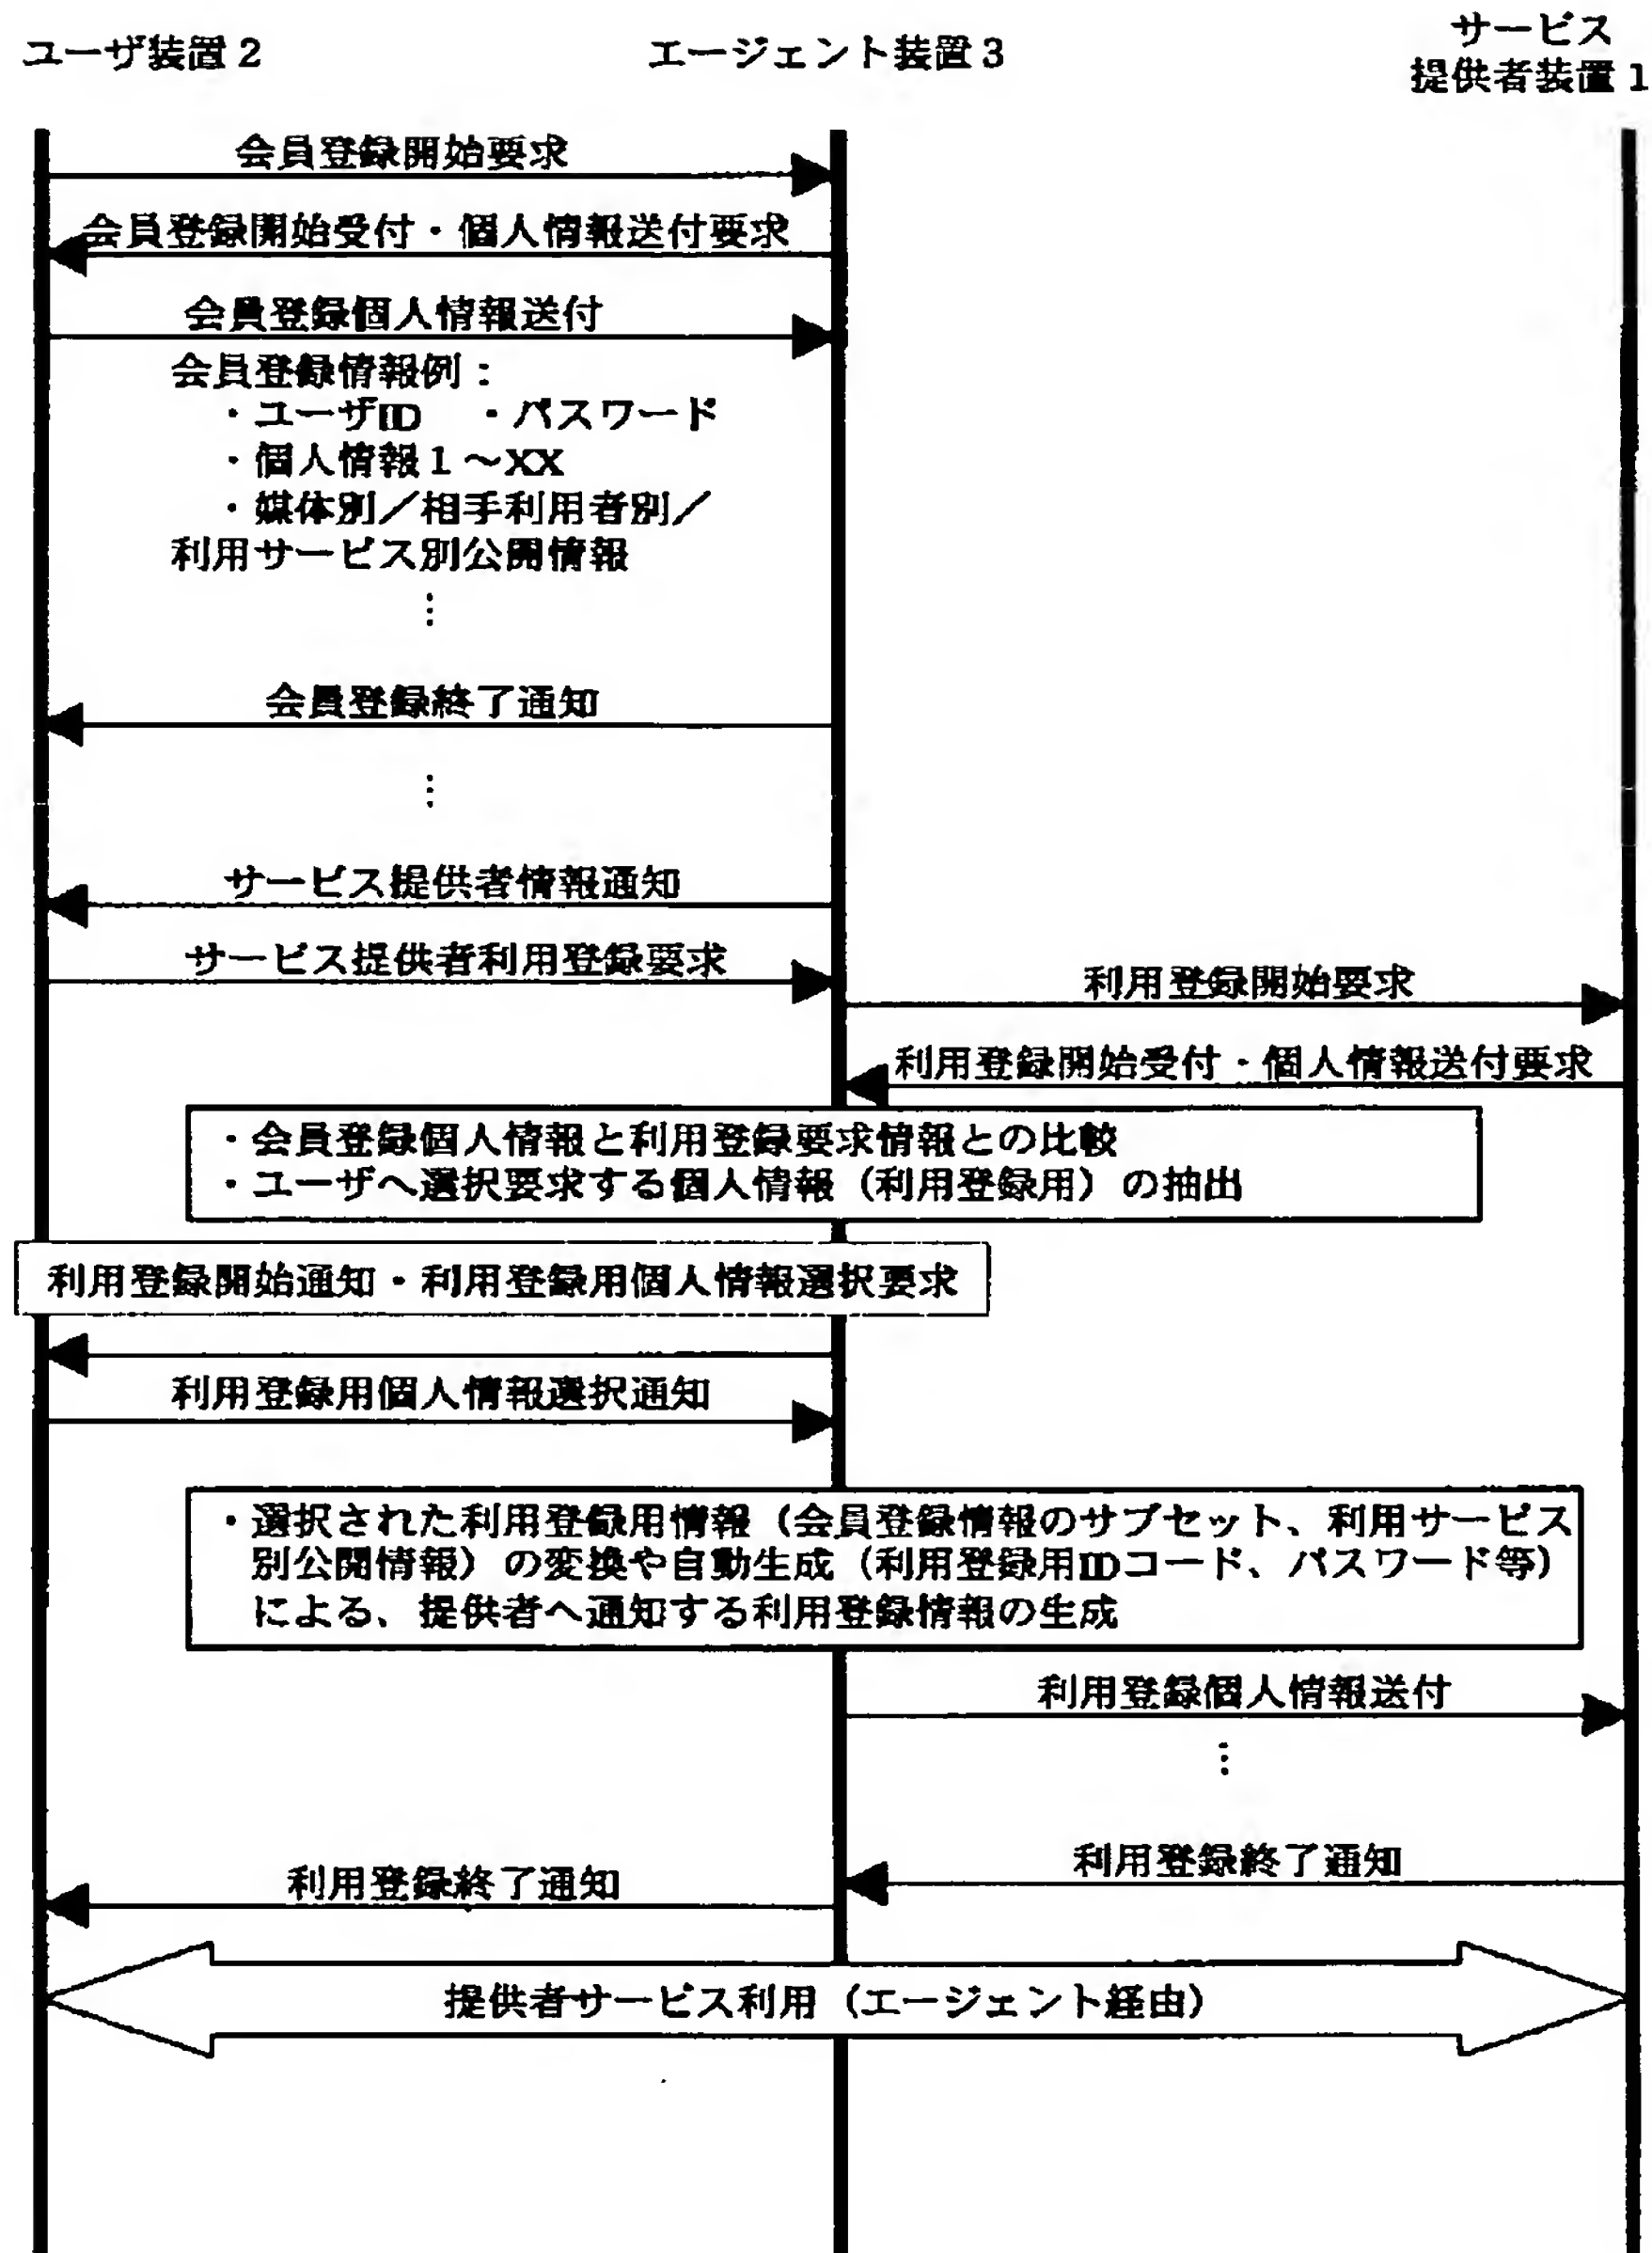 ユーザ装置2
エージェント装置3
サービス
提供者装置1
会員登録開始要求
会員登録開始受付・個人情報送付要求
会員登録個人情報送付
会員登録情報例：
・ユーザID ・パスワード
・個人情報1～XX
・媒体別／相手利用者別／
利用サービス別公開情報
⋮
会員登録終了通知
⋮
サービス提供者情報通知
サービス提供者利用登録要求
利用登録開始要求
利用登録開始受付・個人情報送付要求
・会員登録個人情報と利用登録要求情報との比較
・ユーザへ選択要求する個人情報（利用登録用）の抽出
利用登録開始通知・利用登録用個人情報選択要求
利用登録用個人情報選択通知
・選択された利用登録用情報（会員登録情報のサブセット、利用サービス
別公開情報）の変換や自動生成（利用登録用IDコード、パスワード等）
による、提供者へ通知する利用登録情報の生成
利用登録個人情報送付
⋮
利用登録終了通知
利用登録終了通知
提供者サービス利用（エージェント経由）